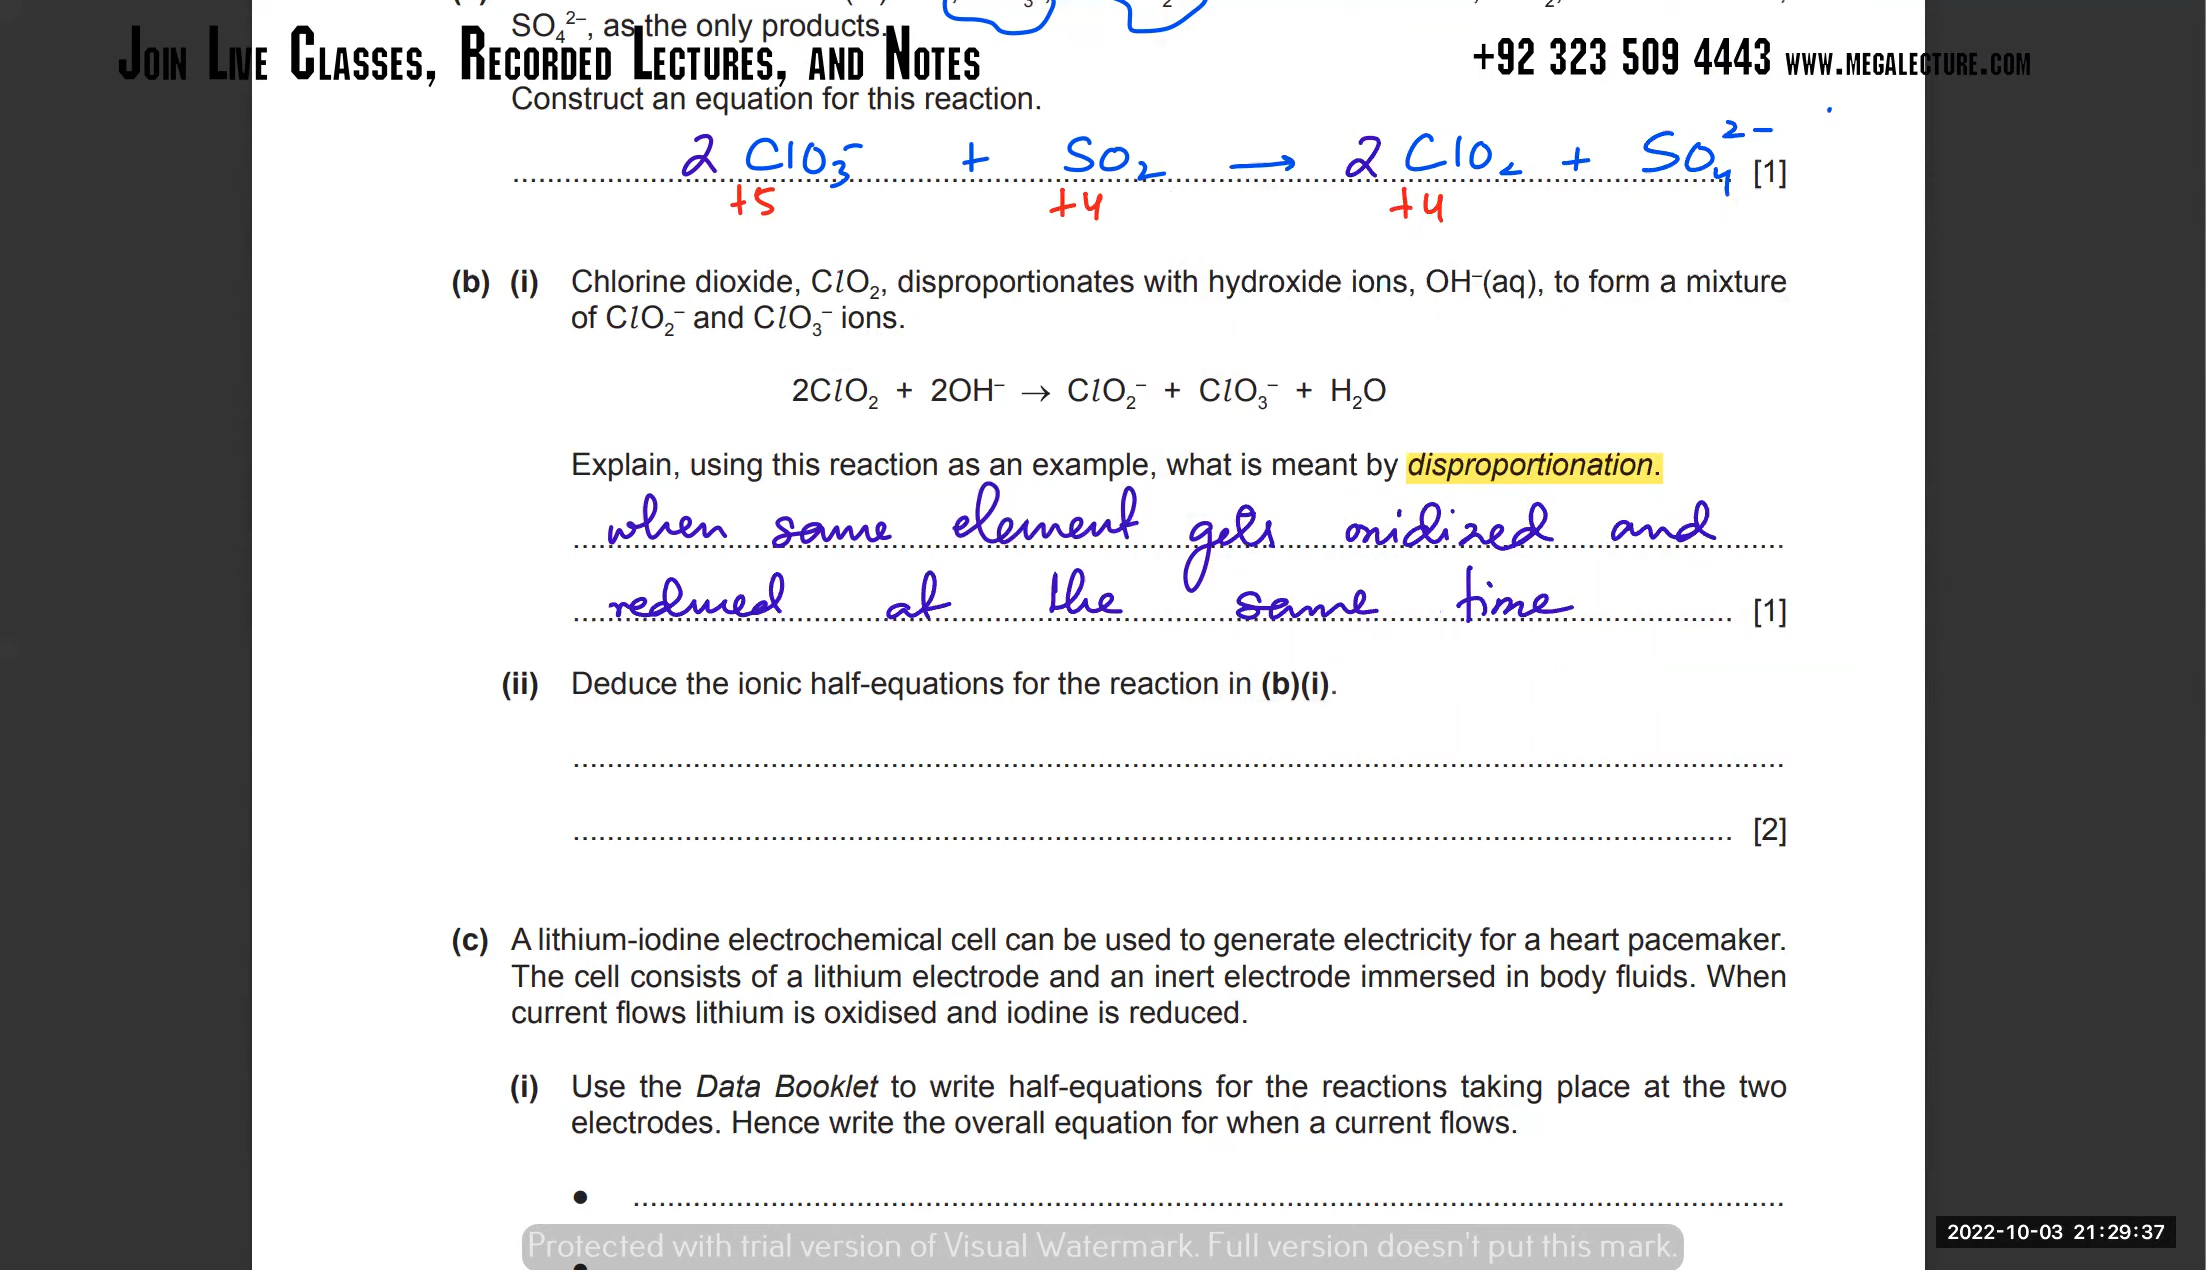 SO₄²⁻, as the only products.
JOIN LIVE CLASSES, RECORDED LECTURES, AND NOTES
+92 323 509 4443 WWW.MEGALECTURE.COM
Construct an equation for this reaction.
2 ClO₃⁻ + SO₂ → 2 ClO₂ + SO₄²⁻ [1]
+5 +4 +4
(b) (i) Chlorine dioxide, ClO₂, disproportionates with hydroxide ions, OH⁻(aq), to form a mixture
of ClO₂⁻ and ClO₃⁻ ions.
2ClO₂ + 2OH⁻ → ClO₂⁻ + ClO₃⁻ + H₂O
Explain, using this reaction as an example, what is meant by disproportionation.
when same element gets oxidized and
reduced at the same time [1]
(ii) Deduce the ionic half-equations for the reaction in (b)(i).
[2]
(c) A lithium-iodine electrochemical cell can be used to generate electricity for a heart pacemaker.
The cell consists of a lithium electrode and an inert electrode immersed in body fluids. When
current flows lithium is oxidised and iodine is reduced.
(i) Use the Data Booklet to write half-equations for the reactions taking place at the two
electrodes. Hence write the overall equation for when a current flows.
•
Protected with trial version of Visual Watermark. Full version doesn't put this mark.
2022-10-03 21:29:37